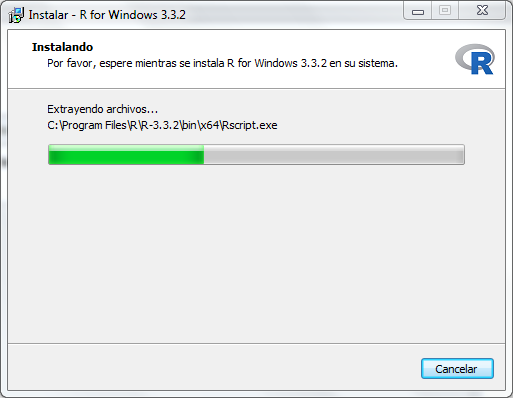 Instalar - R for Windows 3.3.2
Instalando
Por favor, espere mientras se instala R for Windows 3.3.2 en su sistema.
R
Extrayendo archivos...
C:\Program Files\R\R-3.3.2\bin\x64\Rscript.exe
Cancelar